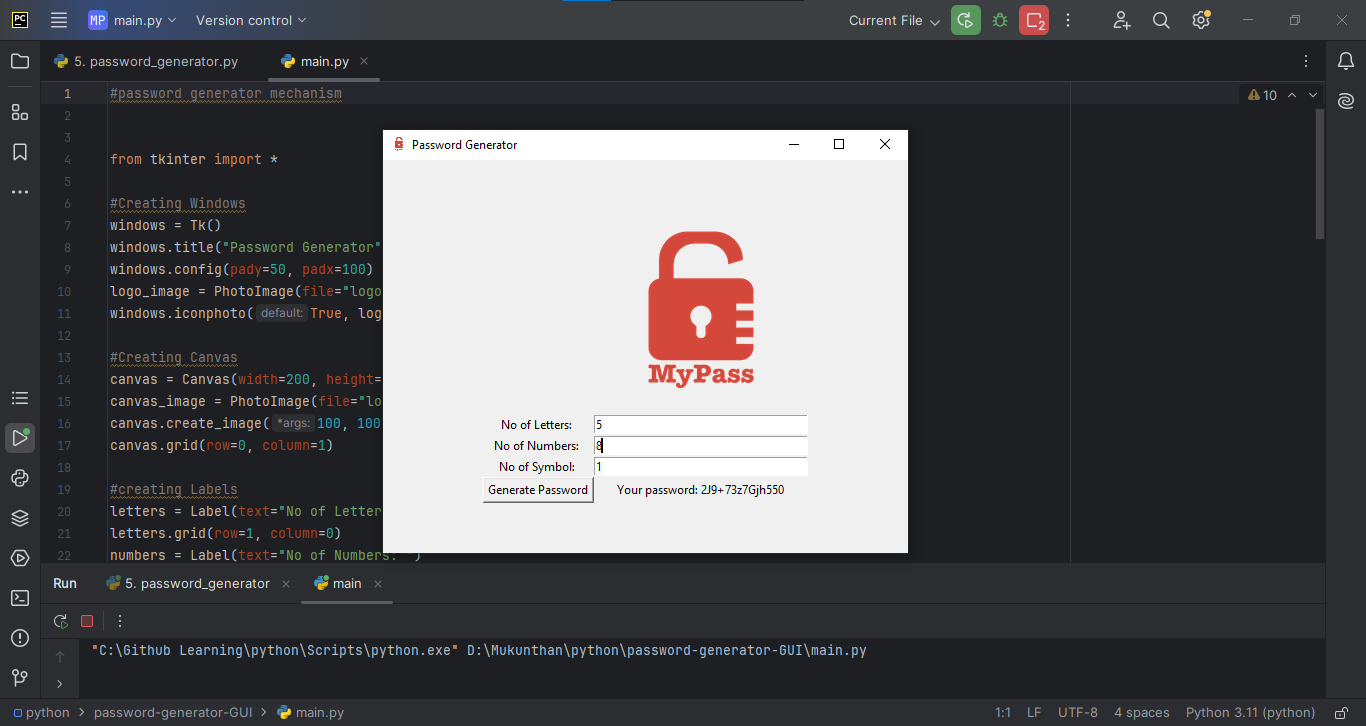 PC MP main.py Version control Current File 2
5. password_generator.py main.py
1 #password generator mechanism 10
2
3
4 from tkinter import *
5
6 #Creating Windows
7 windows = Tk()
8 windows.title("Password Generator"
9 windows.config(pady=50, padx=100)
10 logo_image = PhotoImage(file="logo
11 windows.iconphoto(default: True, log
12
13 #Creating Canvas
14 canvas = Canvas(width=200, height=
15 canvas_image = PhotoImage(file="lo
16 canvas.create_image(*args: 100, 100
17 canvas.grid(row=0, column=1)
18
19 #creating Labels
20 letters = Label(text="No of Letter
21 letters.grid(row=1, column=0)
22 numbers = Label(text="No of Numbers: ")
Password Generator
MyPass
No of Letters: 5
No of Numbers: 8
No of Symbol: 1
Generate Password Your password: 2J9+73z7Gjh550
Run 5. password_generator main
"C:\Github Learning\python\Scripts\python.exe" D:\Mukunthan\python\password-generator-GUI\main.py
python > password-generator-GUI > main.py 1:1 LF UTF-8 4 spaces Python 3.11 (python)